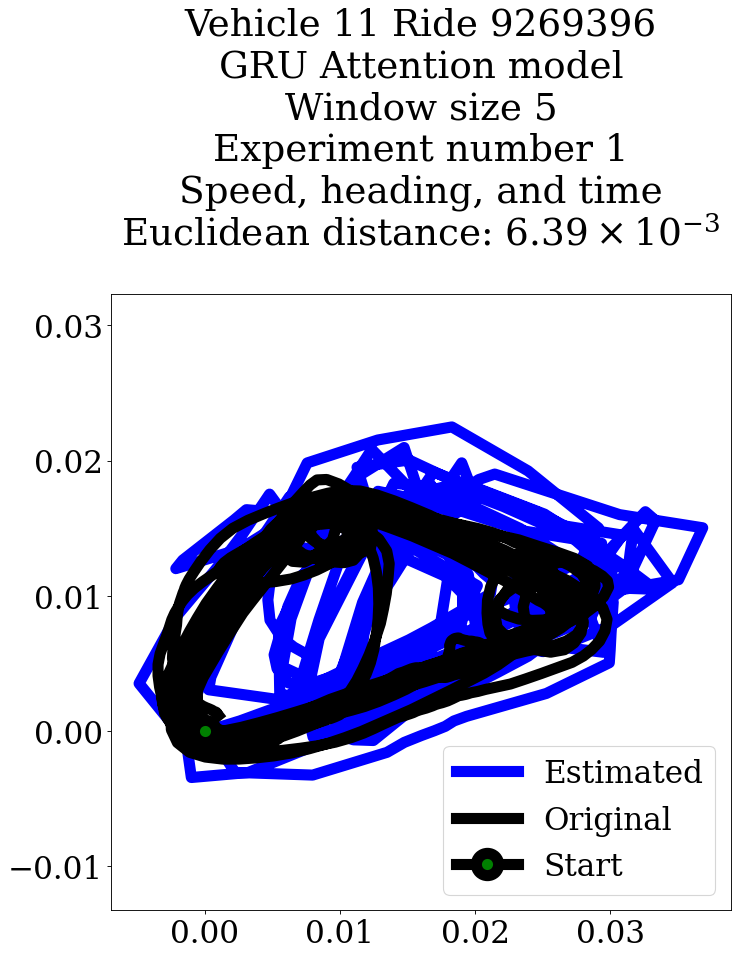 Vehicle 11 Ride 9269396
GRU Attention model
Window size 5
Experiment number 1
Speed, heading, and time
Euclidean distance: 6.39 × 10⁻³
0.03
0.02
0.01
0.00
−0.01
Estimated
Original
Start
0.00 0.01 0.02 0.03